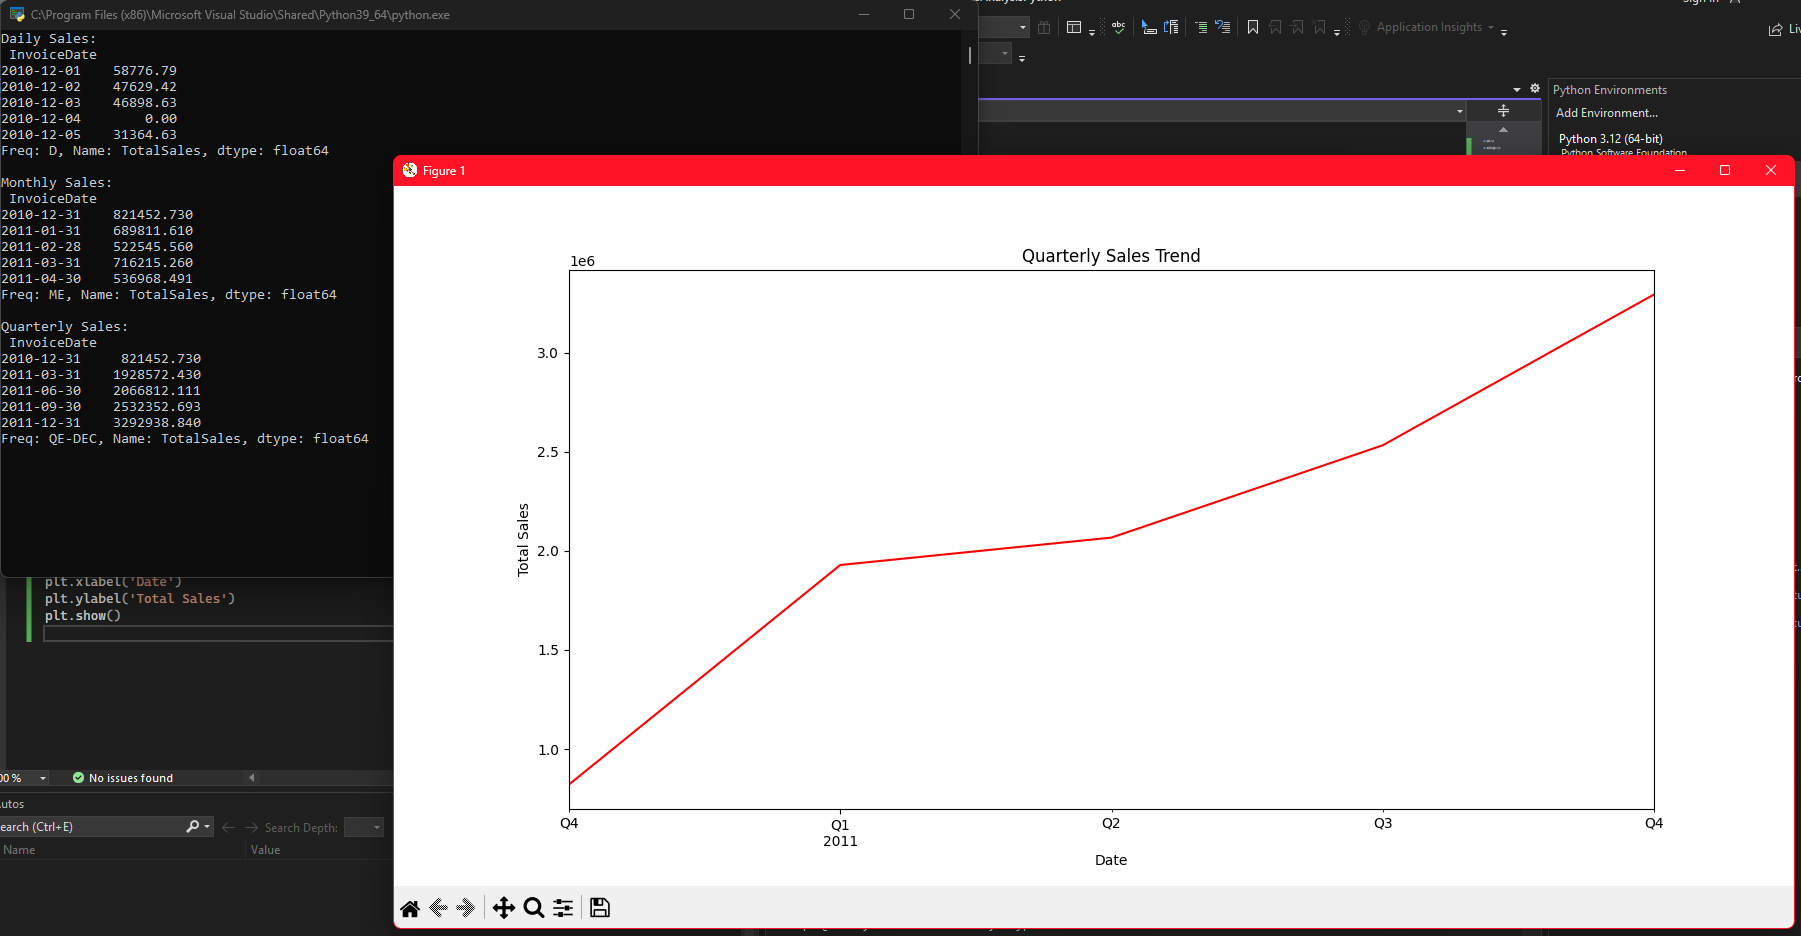 C:\Program Files (x86)\Microsoft Visual Studio\Shared\Python39_64\python.exe
Daily Sales:
InvoiceDate
2010-12-01    58776.79
2010-12-02    47629.42
2010-12-03    46898.63
2010-12-04    0.00
2010-12-05    31364.63
Freq: D, Name: TotalSales, dtype: float64
Monthly Sales:
InvoiceDate
2010-12-31    821452.730
2011-01-31    689811.610
2011-02-28    522545.560
2011-03-31    716215.260
2011-04-30    536968.491
Freq: ME, Name: TotalSales, dtype: float64
Quarterly Sales:
InvoiceDate
2010-12-31    821452.730
2011-03-31    1928572.430
2011-06-30    2066812.111
2011-09-30    2532352.693
2011-12-31    3292938.840
Freq: QE-DEC, Name: TotalSales, dtype: float64
plt.xlabel('Date')
plt.ylabel('Total Sales')
plt.show()
No issues found
Search Depth:
Name
Value
abc
Application Insights
Python Environments
Add Environment...
Python 3.12 (64-bit)
Python Software Foundation
Figure 1
Quarterly Sales Trend
1e6
3.0
2.5
2.0
1.5
1.0
Total Sales
Q4
Q1
Q2
Q3
Q4
2011
Date